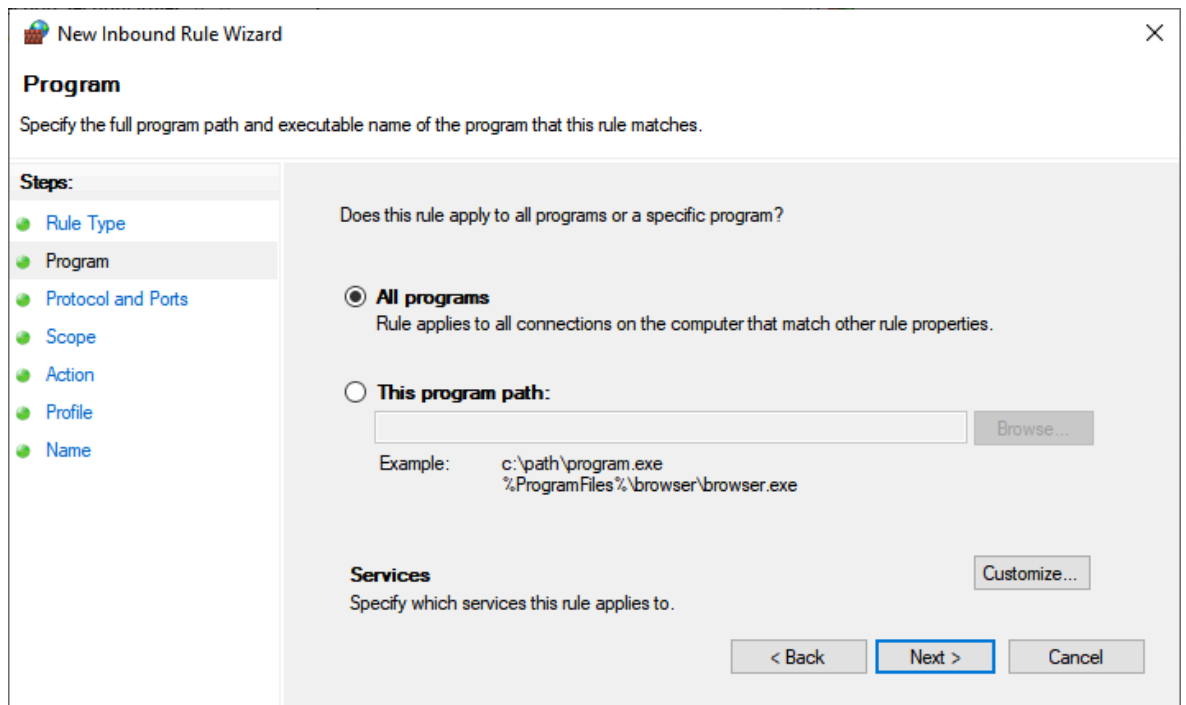 New Inbound Rule Wizard
Program
Specify the full program path and executable name of the program that this rule matches.
Steps:
Rule Type
Program
Protocol and Ports
Scope
Action
Profile
Name
Does this rule apply to all programs or a specific program?
All programs
Rule applies to all connections on the computer that match other rule properties.
This program path:
Browse...
Example: c:\path\program.exe
%ProgramFiles%\browser\browser.exe
Services
Customize...
Specify which services this rule applies to.
< Back Next > Cancel